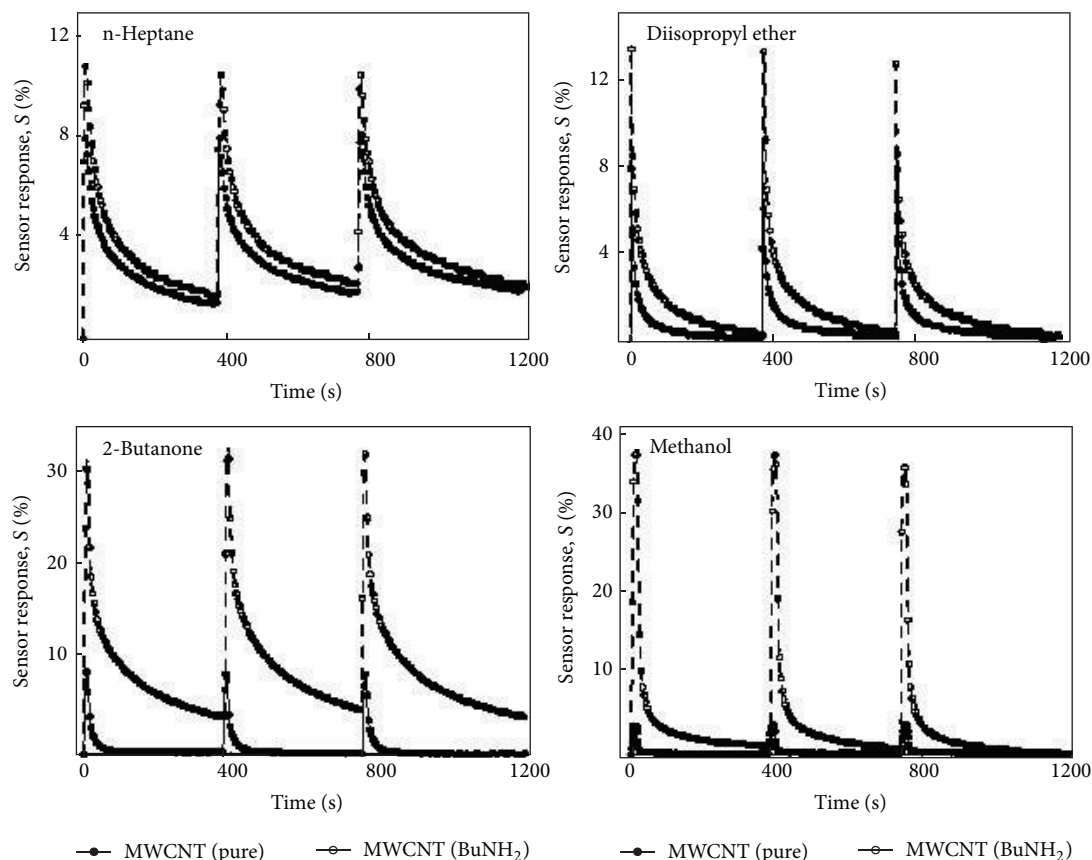 n-Heptane
Sensor response, S (%)
12
8
4
0
400
800
1200
Time (s)
Diisopropyl ether
Sensor response, S (%)
12
8
4
0
400
800
1200
Time (s)
2-Butanone
Sensor response, S (%)
30
20
10
0
400
800
1200
Time (s)
Methanol
Sensor response, S (%)
40
30
20
10
0
400
800
1200
Time (s)
MWCNT (pure) MWCNT (BuNH₂)
MWCNT (pure) MWCNT (BuNH₂)